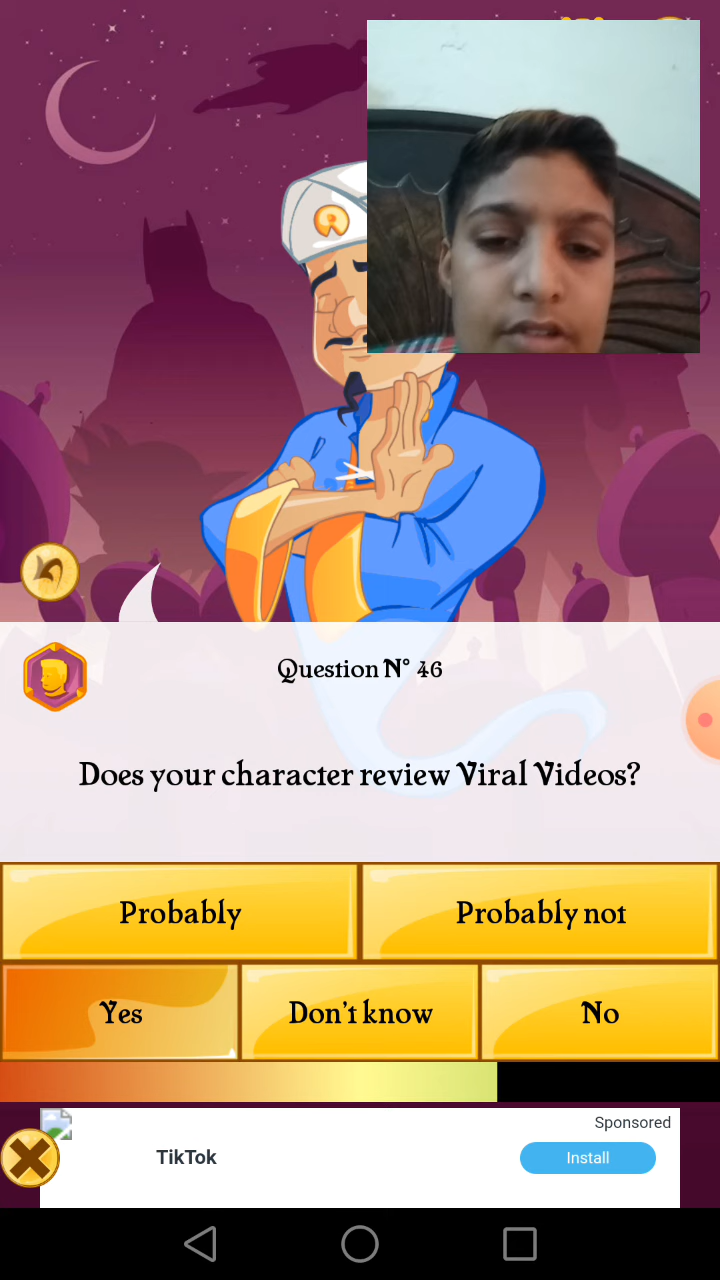 Question N° 46
Does your character review Viral Videos?
Probably
Probably not
Yes
Don't know
No
Sponsored
TikTok
Install